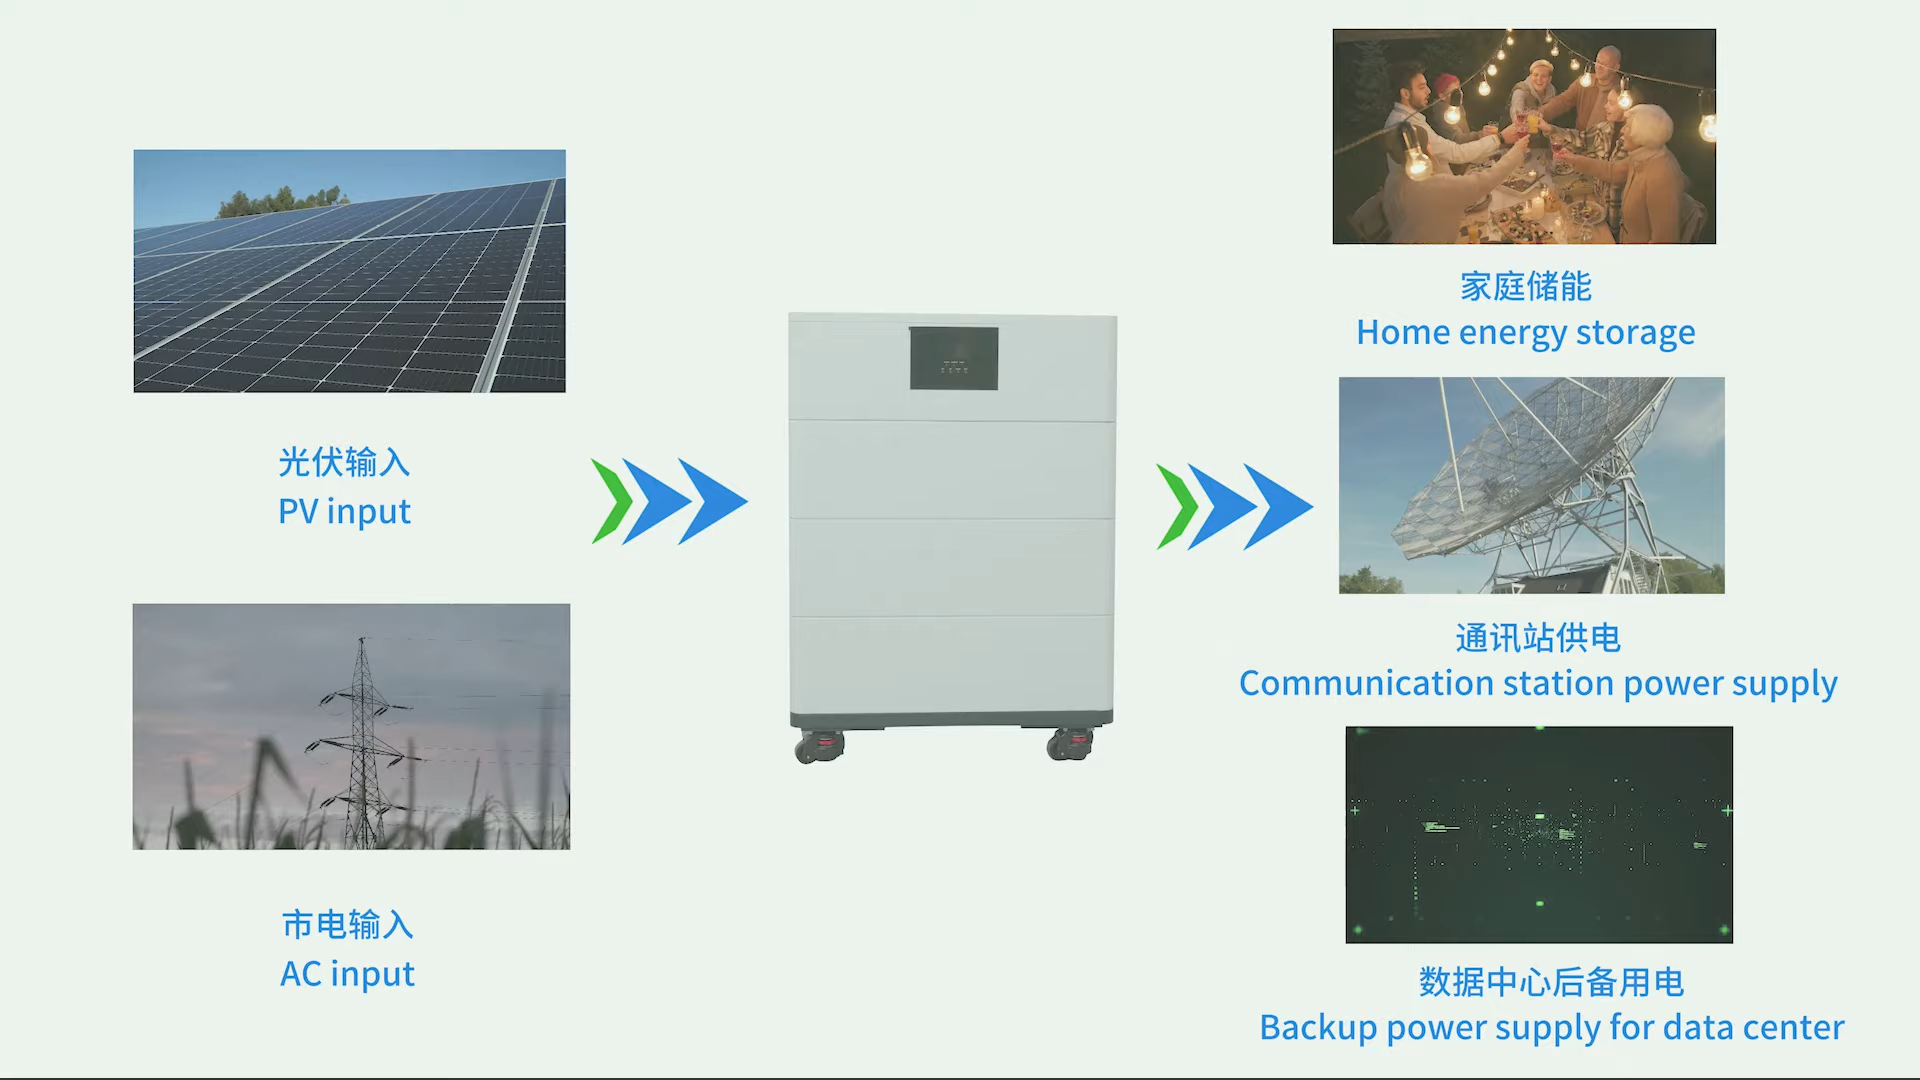 光伏输入
PV input
市电输入
AC input
家庭储能
Home energy storage
通讯站供电
Communication station power supply
数据中心后备用电
Backup power supply for data center